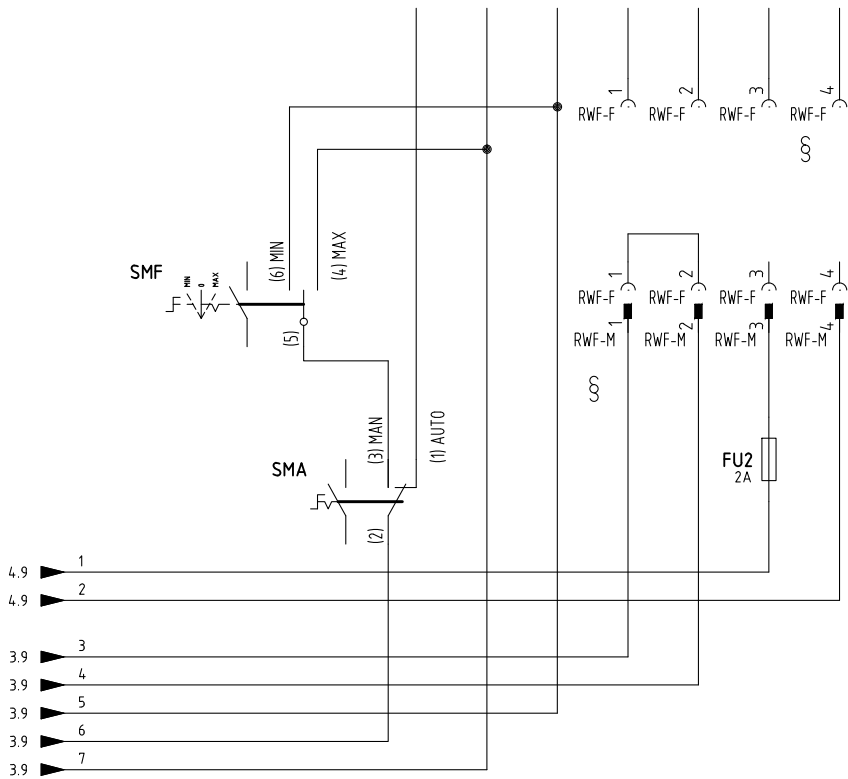 1 2 3 4
RWF-F RWF-F RWF-F RWF-F
§
(6) MIN (4) MAX
SMF
MIN 0 MAX
(5)
1 2 3 4
RWF-F RWF-F RWF-F RWF-F
1 2 3 4
RWF-M RWF-M RWF-M RWF-M
§
(3) MAN (1) AUTO
SMA
(2)
FU2
2A
4.9 1
4.9 2
3.9 3
3.9 4
3.9 5
3.9 6
3.9 7